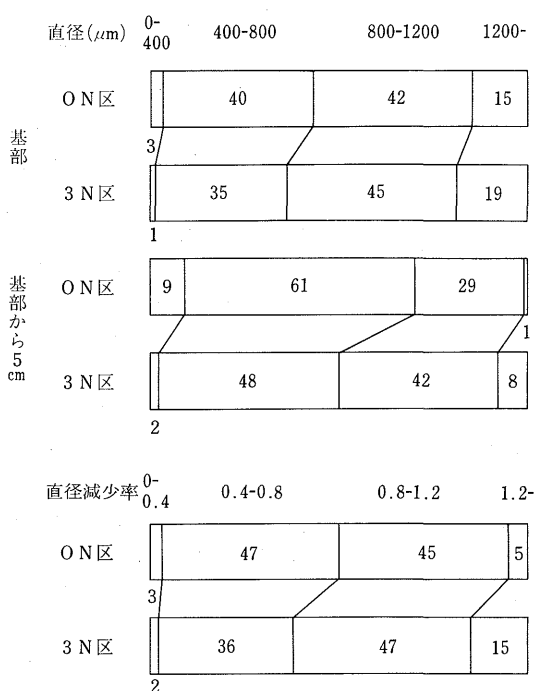 直径(μm) 0-400 400-800 800-1200 1200-
基部
0N区 40 42 15
3
3N区 35 45 19
1
基部から5cm
0N区 9 61 29
1
3N区 48 42 8
2
直径減少率 0-0.4 0.4-0.8 0.8-1.2 1.2-
0N区 47 45 5
3
3N区 36 47 15
2